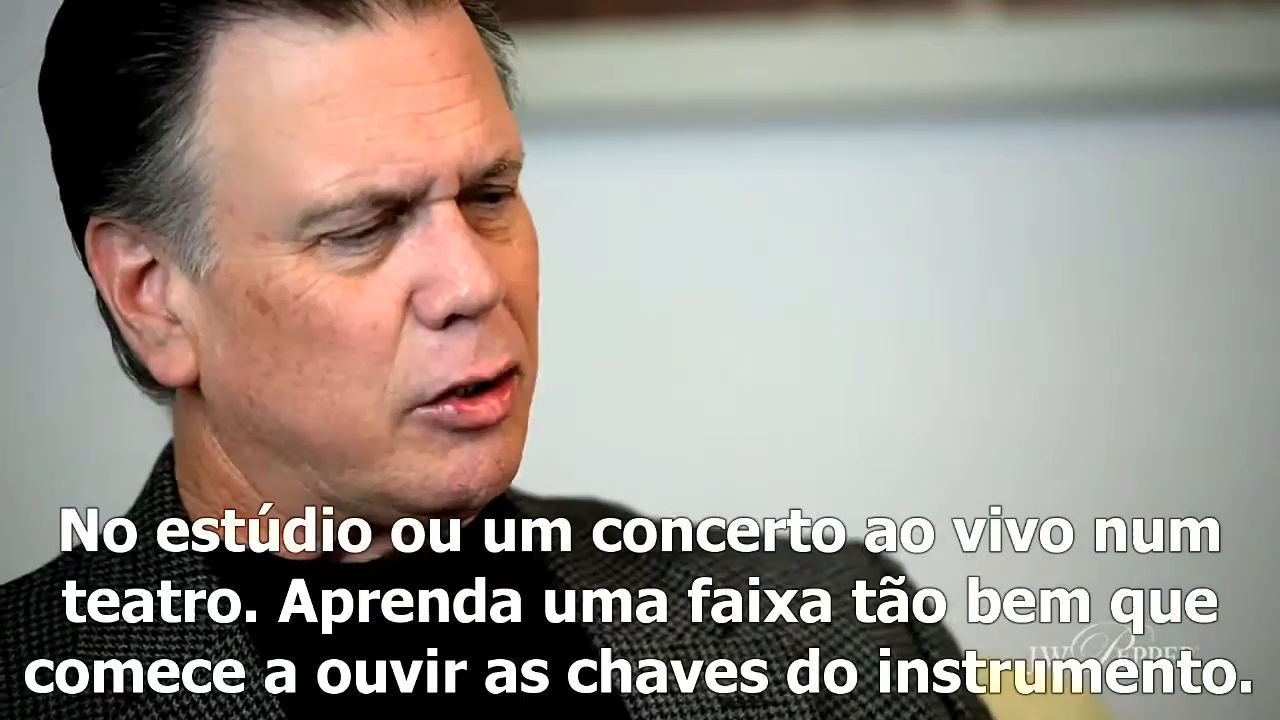 No estúdio ou um concerto ao vivo num
teatro. Aprenda uma faixa tão bem que
comece a ouvir as chaves do instrumento.
J.W. PEPPER